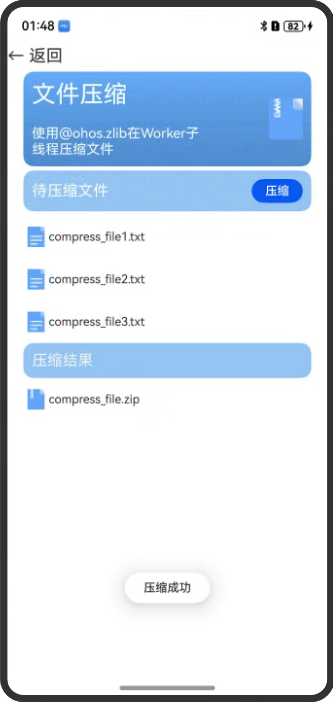 01:48
82
← 返回
文件压缩
使用@ohos.zlib在Worker子
线程压缩文件
待压缩文件
压缩
compress_file1.txt
compress_file2.txt
compress_file3.txt
压缩结果
compress_file.zip
压缩成功